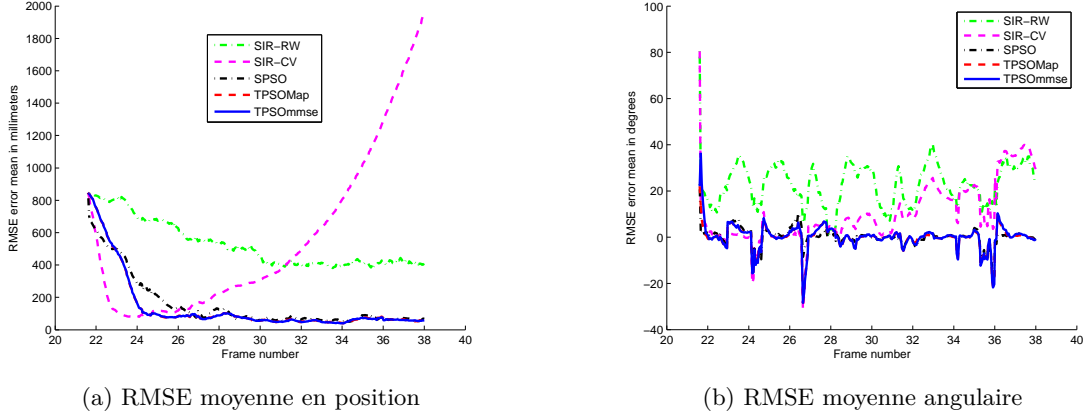 2000
1800
1600
1400
1200
1000
800
600
400
200
0
20 22 24 26 28 30 32 34 36 38 40
RMSE error mean in millimeters
Frame number
SIR−RW
SIR−CV
SPSO
TPSOMap
TPSOmmse
(a) RMSE moyenne en position
100
80
60
40
20
0
−20
−40
20 22 24 26 28 30 32 34 36 38 40
RMSE error mean in degrees
Frame number
SIR−RW
SIR−CV
SPSO
TPSOMap
TPSOmmse
(b) RMSE moyenne angulaire